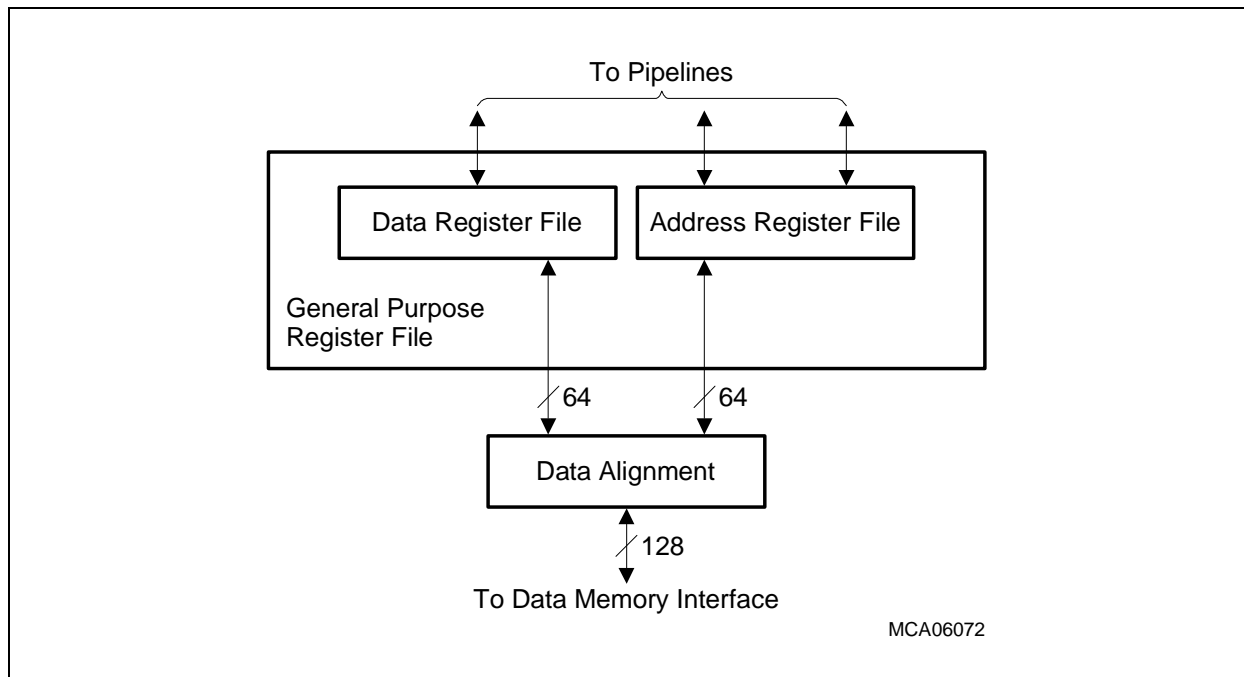 To Pipelines
Data Register File
Address Register File
General Purpose
Register File
64
64
Data Alignment
128
To Data Memory Interface
MCA06072